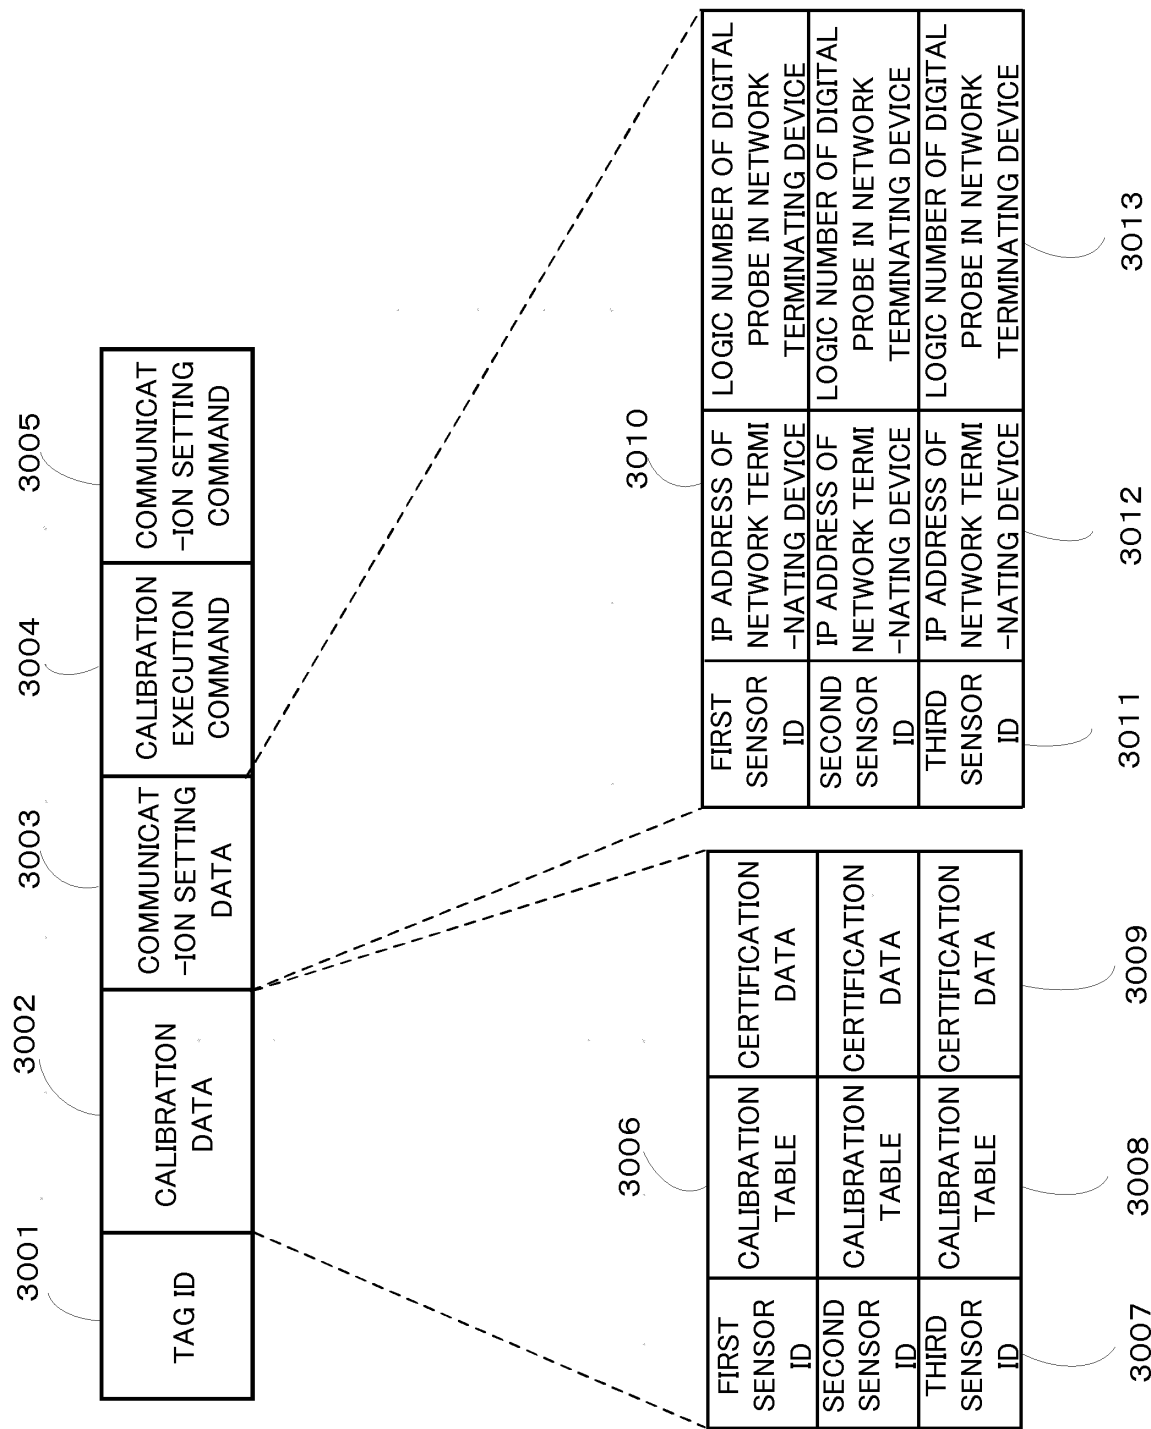 3001
3002
3003
3004
3005
TAG ID
CALIBRATION
DATA
COMMUNICAT
-ION SETTING
DATA
CALIBRATION
EXECUTION
COMMAND
COMMUNICAT
-ION SETTING
COMMAND
3006
FIRST
SENSOR
ID
CALIBRATION
TABLE
CERTIFICATION
DATA
SECOND
SENSOR
ID
CALIBRATION
TABLE
CERTIFICATION
DATA
THIRD
SENSOR
ID
CALIBRATION
TABLE
CERTIFICATION
DATA
3007
3008
3009
3010
FIRST
SENSOR
ID
IP ADDRESS OF
NETWORK TERMI
-NATING DEVICE
LOGIC NUMBER OF DIGITAL
PROBE IN NETWORK
TERMINATING DEVICE
SECOND
SENSOR
ID
IP ADDRESS OF
NETWORK TERMI
-NATING DEVICE
LOGIC NUMBER OF DIGITAL
PROBE IN NETWORK
TERMINATING DEVICE
THIRD
SENSOR
ID
IP ADDRESS OF
NETWORK TERMI
-NATING DEVICE
LOGIC NUMBER OF DIGITAL
PROBE IN NETWORK
TERMINATING DEVICE
3011
3012
3013